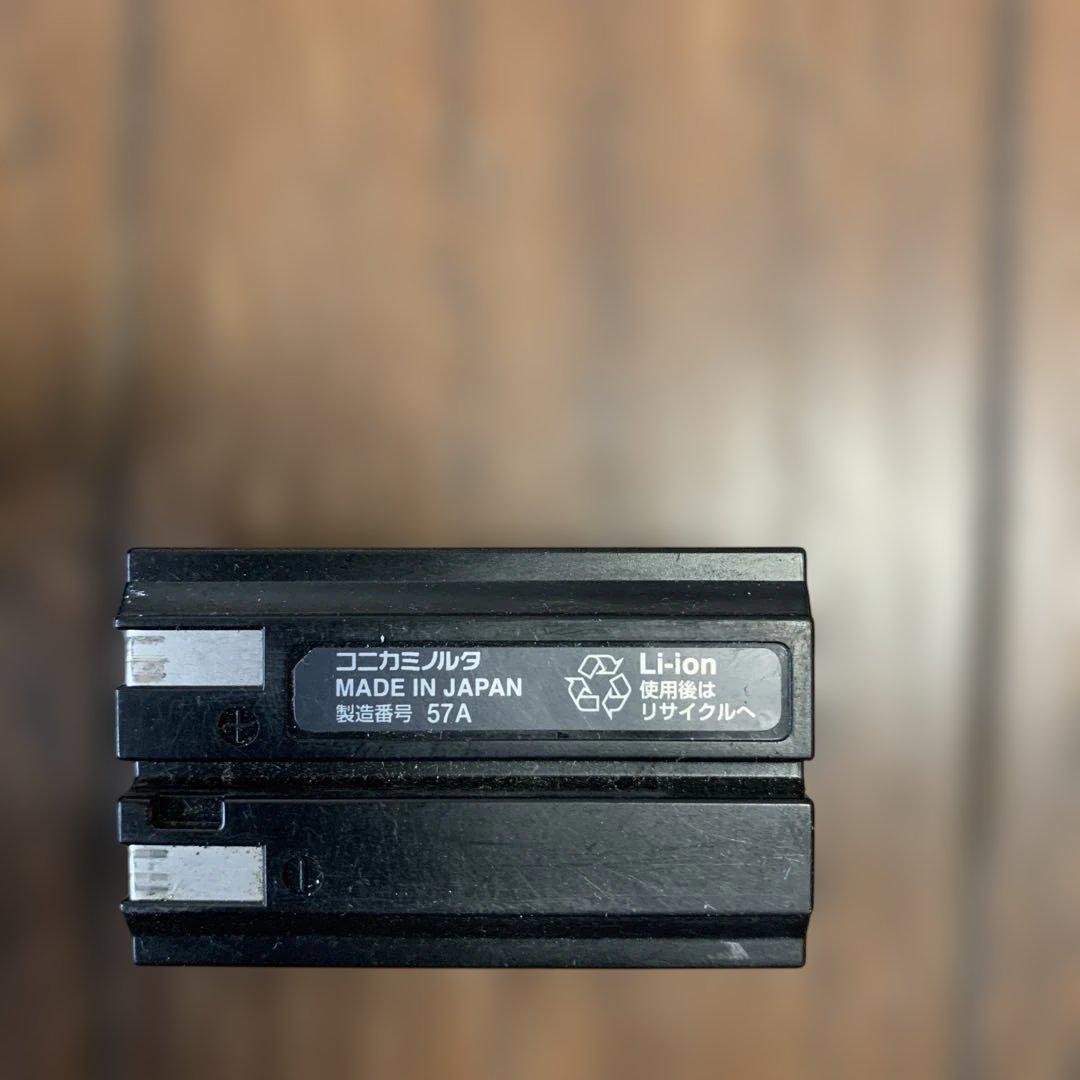 コニカミノルタ
MADE IN JAPAN
製造番号 57A
Li-ion
使用後は
リサイクルへ